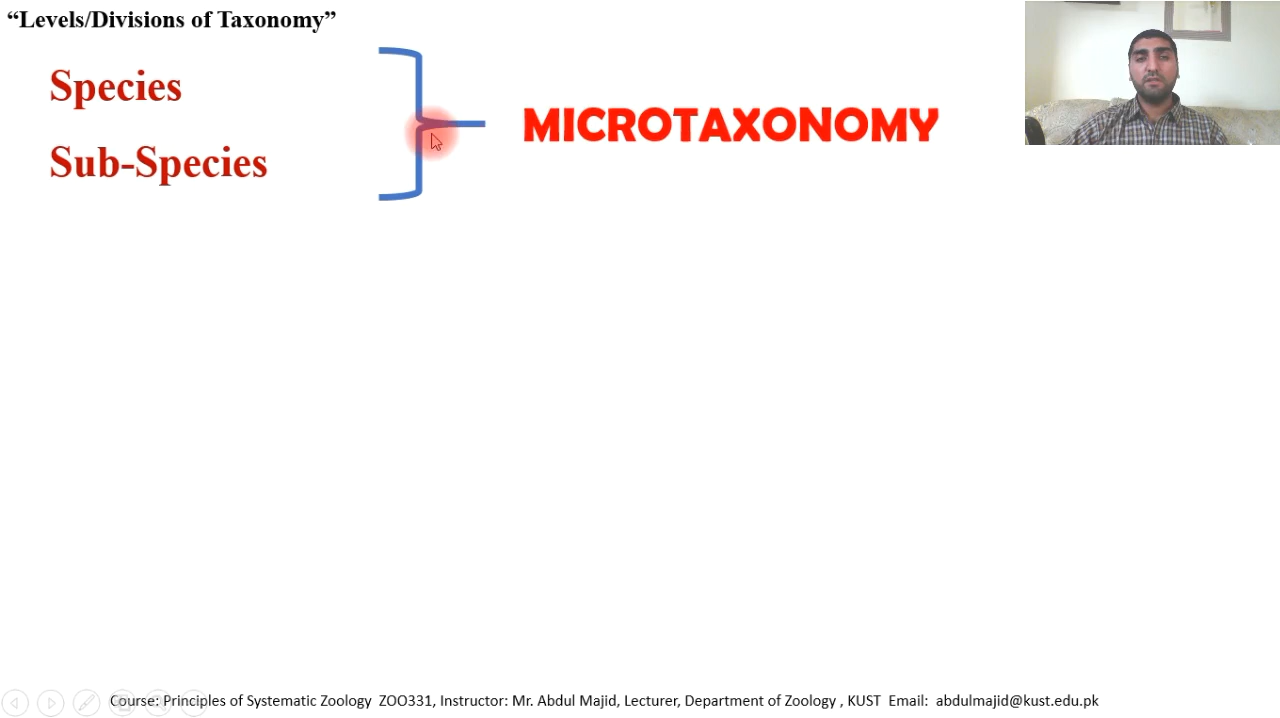 “Levels/Divisions of Taxonomy”
Species
Sub-Species
MICROTAXONOMY
Course: Principles of Systematic Zoology ZOO331, Instructor: Mr. Abdul Majid, Lecturer, Department of Zoology , KUST Email: abdulmajid@kust.edu.pk